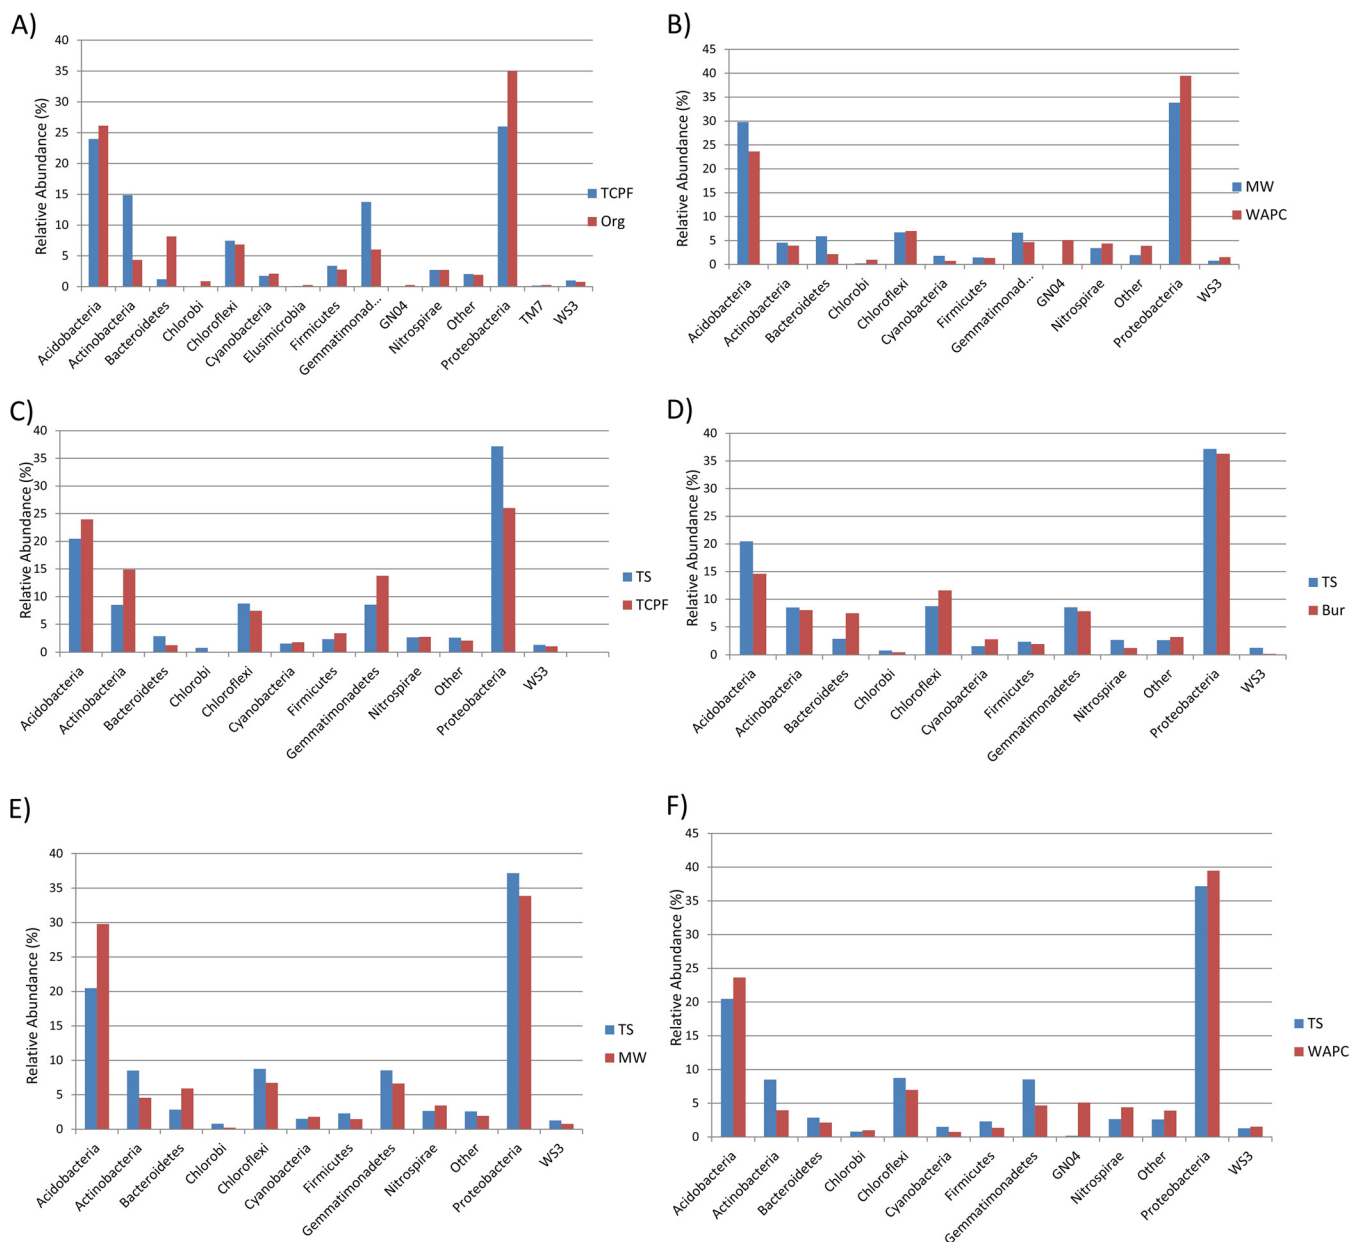 A)
Relative Abundance (%)
40
35
30
25
20
15
10
5
0
Acidobacteria
Actinobacteria
Bacteroidetes
Chlorobi
Chloroflexi
Cyanobacteria
Elusimicrobia
Firmicutes
Gemmatimonad...
GN04
Nitrospirae
Other
Proteobacteria
TM7
WS3
TCPF
Org
B)
Relative Abundance (%)
45
40
35
30
25
20
15
10
5
0
Acidobacteria
Actinobacteria
Bacteroidetes
Chlorobi
Chloroflexi
Cyanobacteria
Firmicutes
Gemmatimonad...
GN04
Nitrospirae
Other
Proteobacteria
WS3
MW
WAPC
C)
Relative Abundance (%)
40
35
30
25
20
15
10
5
0
Acidobacteria
Actinobacteria
Bacteroidetes
Chlorobi
Chloroflexi
Cyanobacteria
Firmicutes
Gemmatimonadetes
Nitrospirae
Other
Proteobacteria
WS3
TS
TCPF
D)
Relative Abundance (%)
40
35
30
25
20
15
10
5
0
Acidobacteria
Actinobacteria
Bacteroidetes
Chlorobi
Chloroflexi
Cyanobacteria
Firmicutes
Gemmatimonadetes
Nitrospirae
Other
Proteobacteria
WS3
TS
Bur
E)
Relative Abundance (%)
40
35
30
25
20
15
10
5
0
Acidobacteria
Actinobacteria
Bacteroidetes
Chlorobi
Chloroflexi
Cyanobacteria
Firmicutes
Gemmatimonadetes
Nitrospirae
Other
Proteobacteria
WS3
TS
MW
F)
Relative Abundance (%)
45
40
35
30
25
20
15
10
5
0
Acidobacteria
Actinobacteria
Bacteroidetes
Chlorobi
Chloroflexi
Cyanobacteria
Firmicutes
Gemmatimonadetes
GN04
Nitrospirae
Other
Proteobacteria
WS3
TS
WAPC